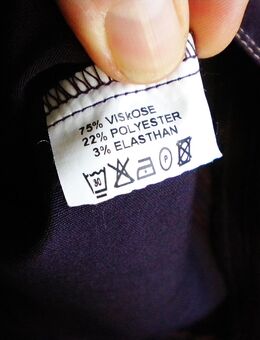 75% VISKOSE
22% POLYESTER
3% ELASTHAN